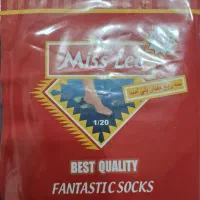 Miss Lee
1/20
BEST QUALITY
FANTASTIC SOCKS